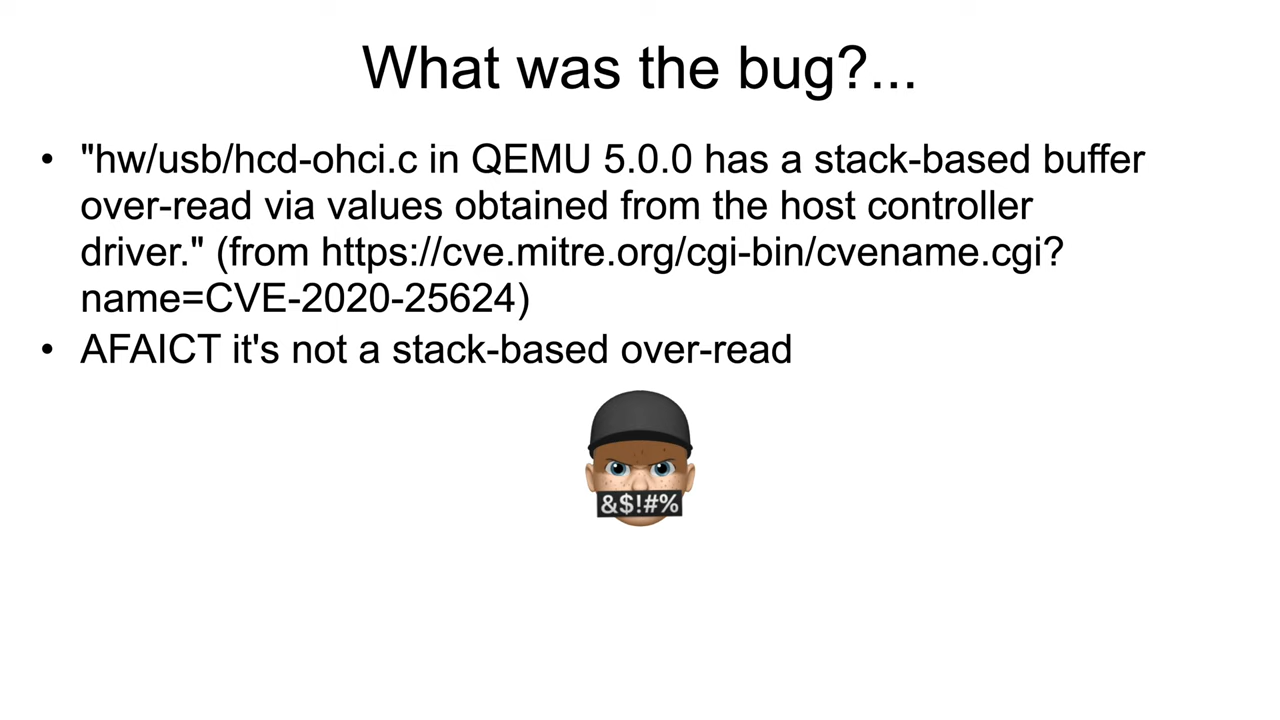 What was the bug?...
• "hw/usb/hcd-ohci.c in QEMU 5.0.0 has a stack-based buffer
over-read via values obtained from the host controller
driver." (from https://cve.mitre.org/cgi-bin/cvename.cgi?
name=CVE-2020-25624)
• AFAICT it's not a stack-based over-read
&$!#%